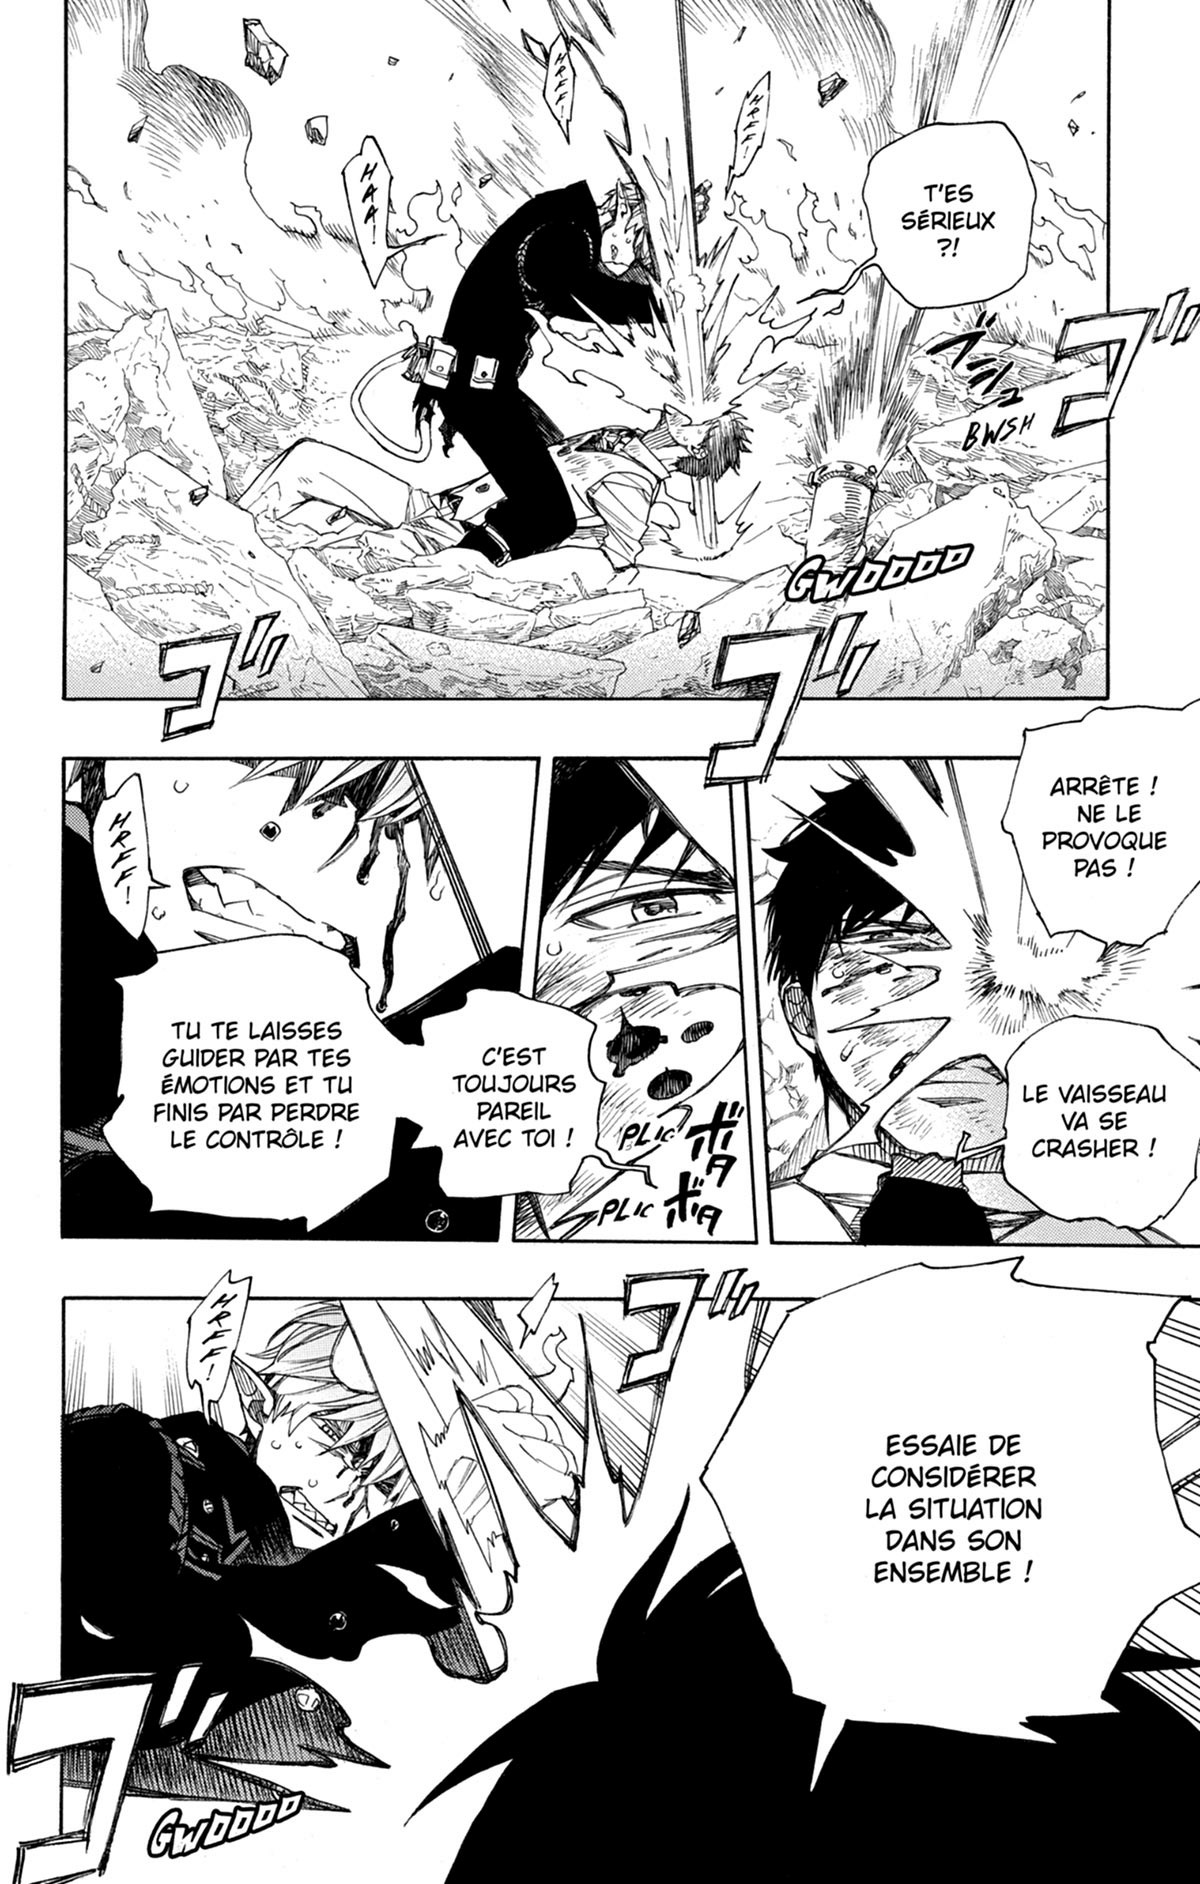 T'ES
SÉRIEUX
?!
HRFF!
HRFF!
HAA!
ブシュ
BWSH
ゴ
GWOOOO
ゴ
ゴ
ARRÊTE !
NE LE
PROVOQUE
PAS !
LE VAISSEAU
VA SE
CRASHER !
C'EST
TOUJOURS
PAREIL
AVEC TOI !
ボタ
PLIC
ボタ
PLIC
HRFF!
TU TE LAISSES
GUIDER PAR TES
ÉMOTIONS ET TU
FINIS PAR PERDRE
LE CONTRÔLE !
ESSAIE DE
CONSIDÉRER
LA SITUATION
DANS SON
ENSEMBLE !
ゴ
HRFF!
ゴ
GWOOOO